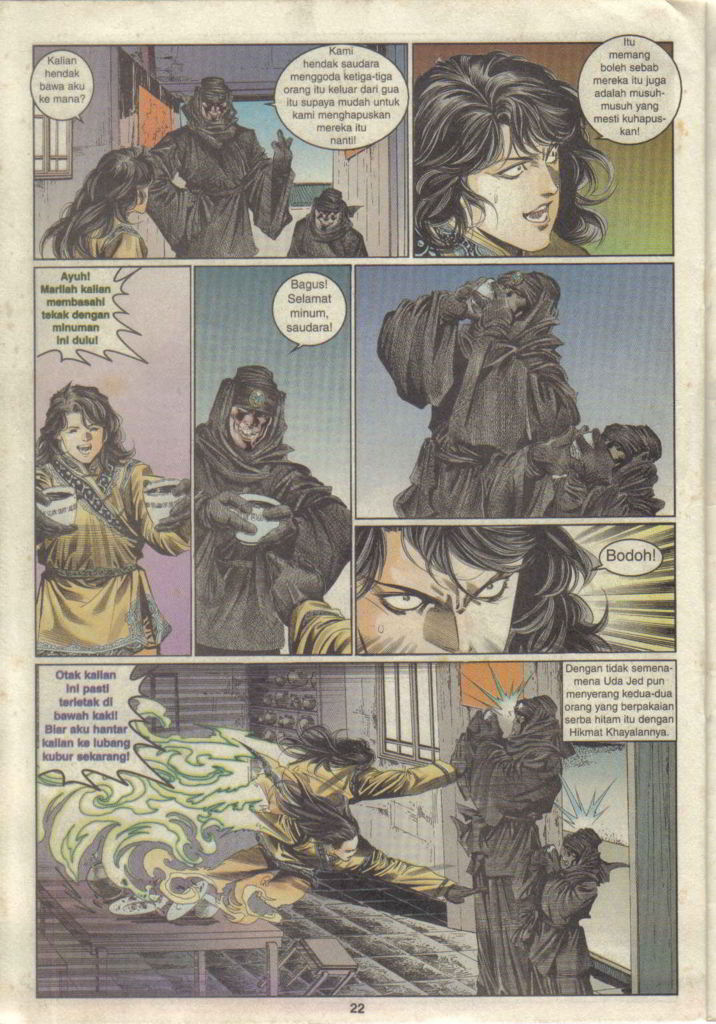 Kalian
hendak
bawa aku
ke mana?
Kami
hendak saudara
menggoda ketiga-tiga
orang itu keluar dari gua
itu supaya mudah untuk
kami menghapuskan
mereka itu
nanti!
Itu
memang
boleh sebab
mereka itu juga
adalah musuh-
musuh yang
mesti kuhapus-
kan!
Ayuh!
Marilah kalian
membasahi
tekak dengan
minuman
ini dulu!
Bagus!
Selamat
minum,
saudara!
Bodoh!
Otak kalian
ini pasti
terletak di
bawah kaki!
Biar aku hantar
kalian ke lubang
kubur sekarang!
Dengan tidak semena-
mena Uda Jed pun
menyerang kedua-dua
orang yang berpakaian
serba hitam itu dengan
Hikmat Khayalannya.
22